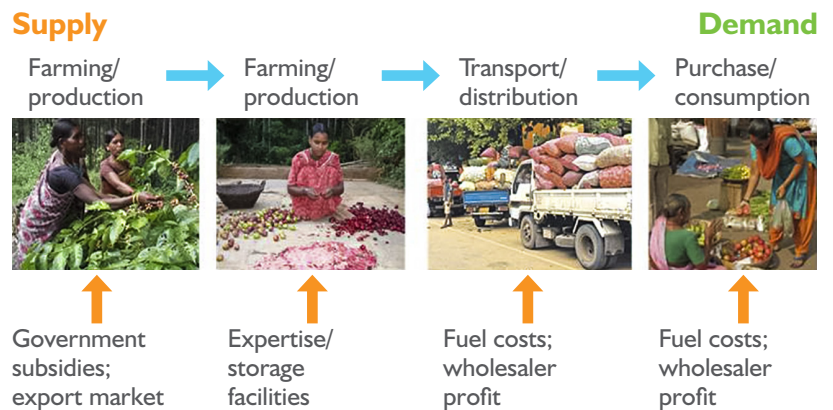 Supply
Demand
Farming/
production
Farming/
production
Transport/
distribution
Purchase/
consumption
Government
subsidies;
export market
Expertise/
storage
facilities
Fuel costs;
wholesaler
profit
Fuel costs;
wholesaler
profit